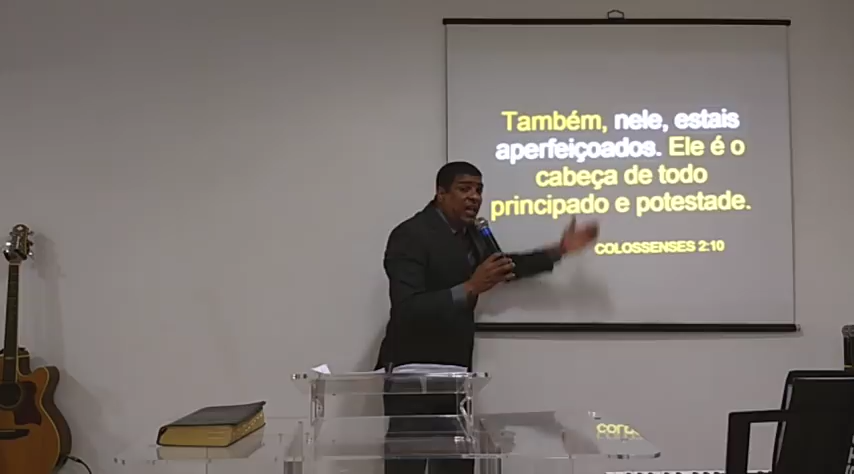 Também, nele, estais
aperfeiçoados. Ele é o
cabeça de todo
principado e potestade.
COLOSSENSES 2:10